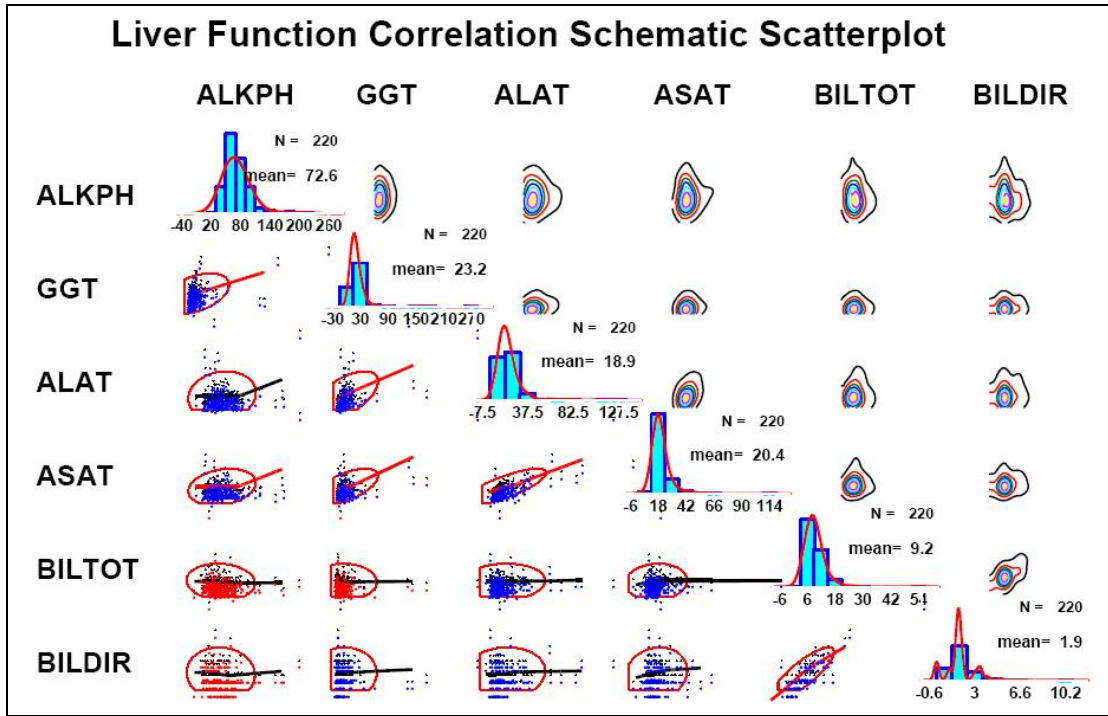 Liver Function Correlation Schematic Scatterplot
ALKPH GGT ALAT ASAT BILTOT BILDIR
N = 220
mean= 72.6
ALKPH
-40 20 80 140 200 260
N = 220
mean= 23.2
GGT
-30 30 90 150 210 270
N = 220
mean= 18.9
ALAT
-7.5 37.5 82.5 127.5
N = 220
mean= 20.4
ASAT
-6 18 42 66 90 114
N = 220
mean= 9.2
BILTOT
-6 6 18 30 42 54
N = 220
mean= 1.9
BILDIR
-0.6 3 6.6 10.2